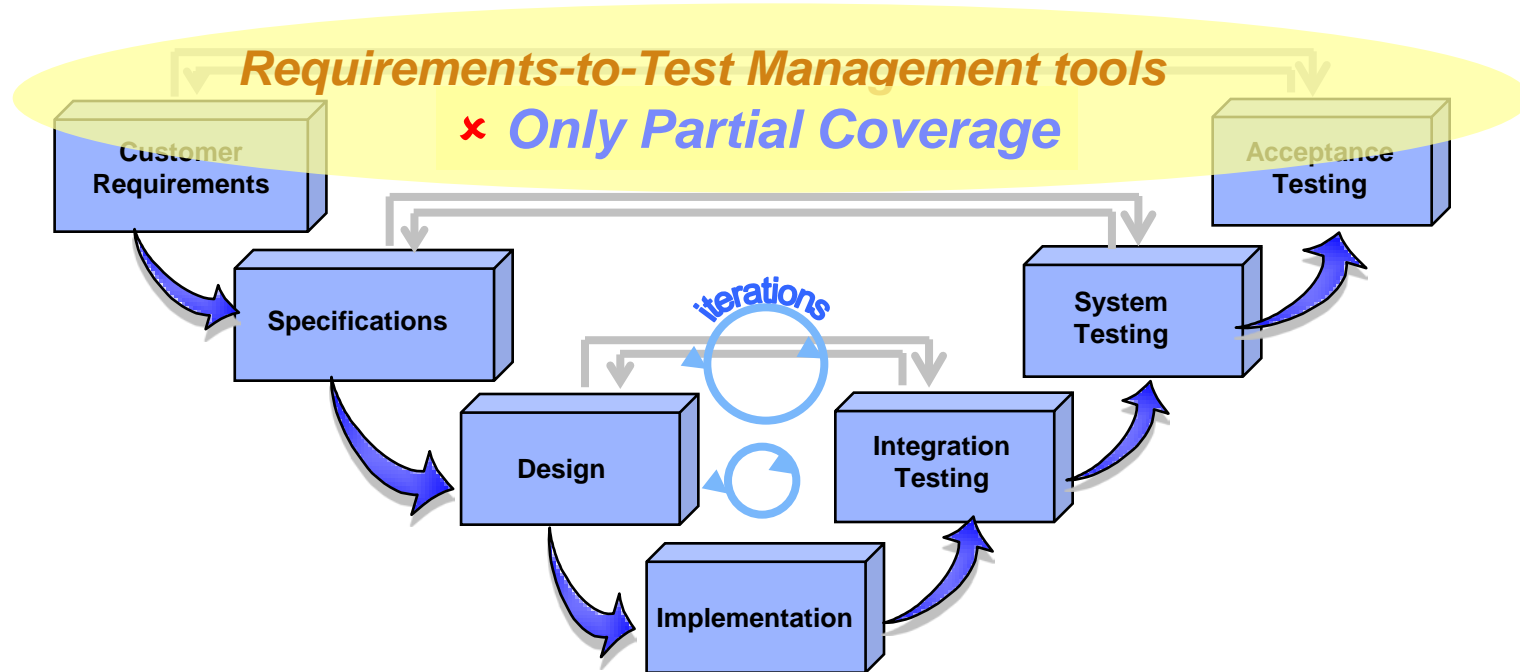 Requirements-to-Test Management tools
✘ Only Partial Coverage
Customer
Requirements
Acceptance
Testing
Specifications
iterations
System
Testing
Design
Integration
Testing
Implementation